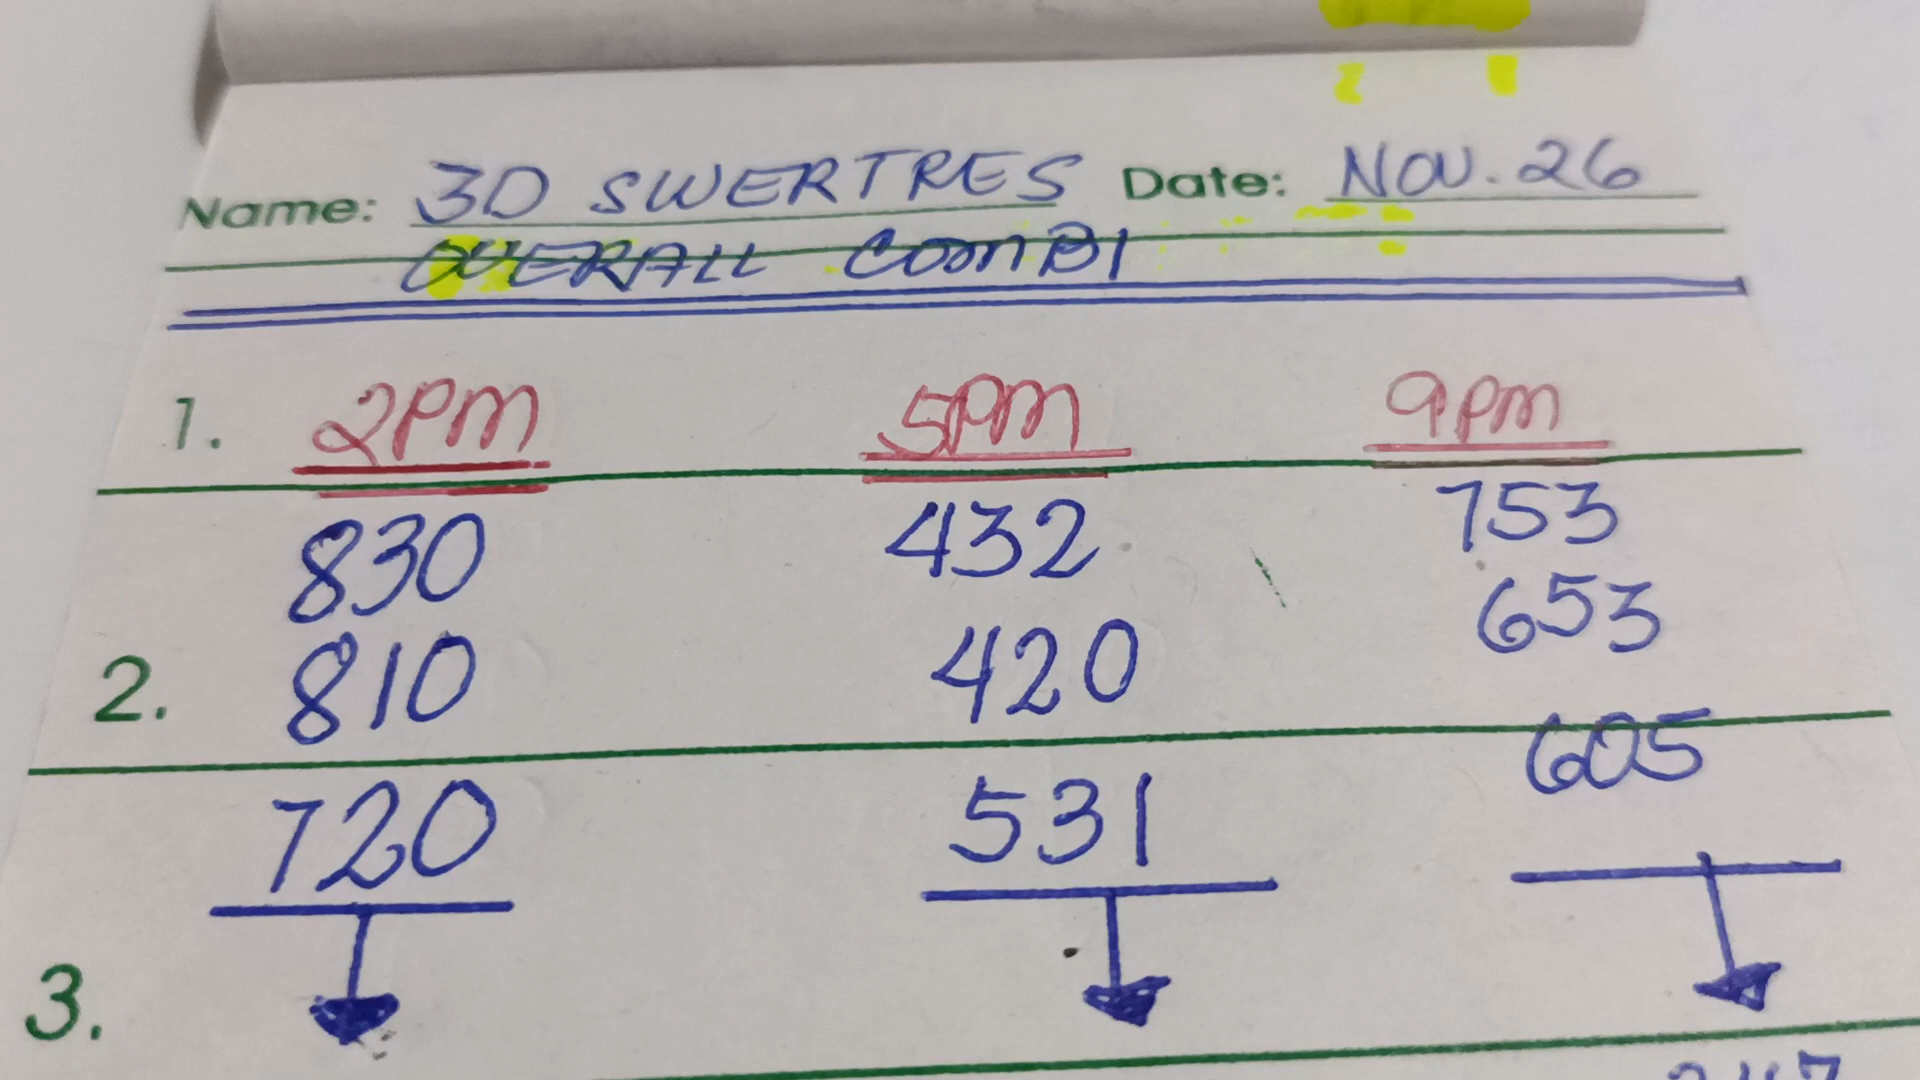 Name: 3D SWERTRES Date: NOV. 26
OVERALL COMBI
1. 2PM 5PM 9PM
830 432 753
653
2. 810 420
605
720 531
3.